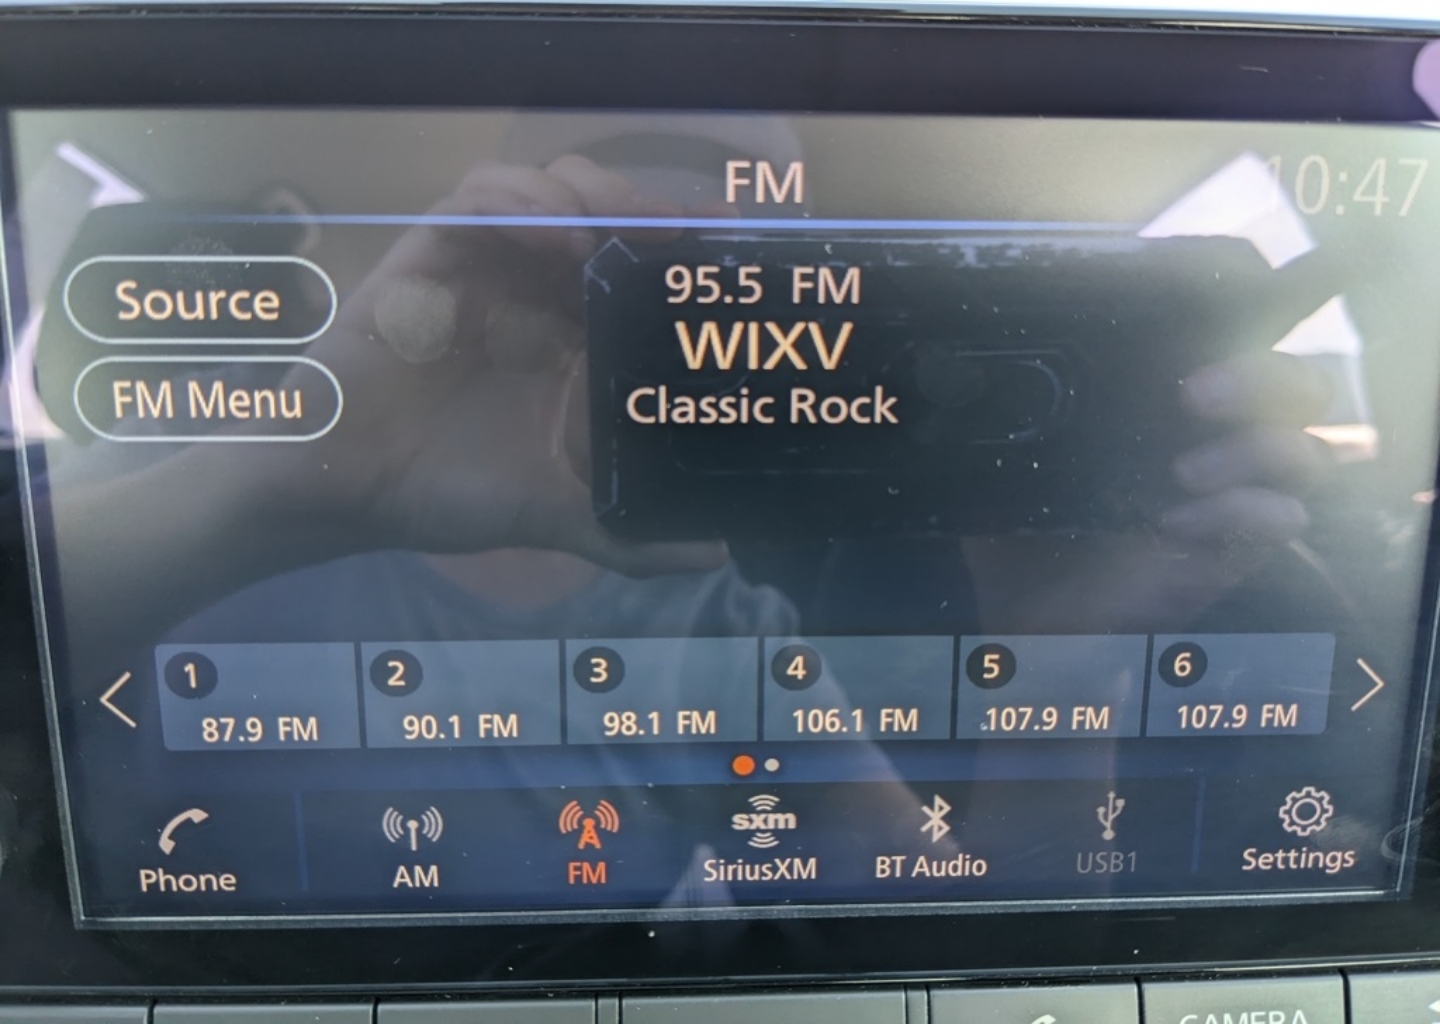 FM
10:47
Source
FM Menu
95.5 FM
WIXV
Classic Rock
1
87.9 FM
2
90.1 FM
3
98.1 FM
4
106.1 FM
5
107.9 FM
6
107.9 FM
Phone
AM
FM
sxm
SiriusXM
BT Audio
USB1
Settings
CAMERA